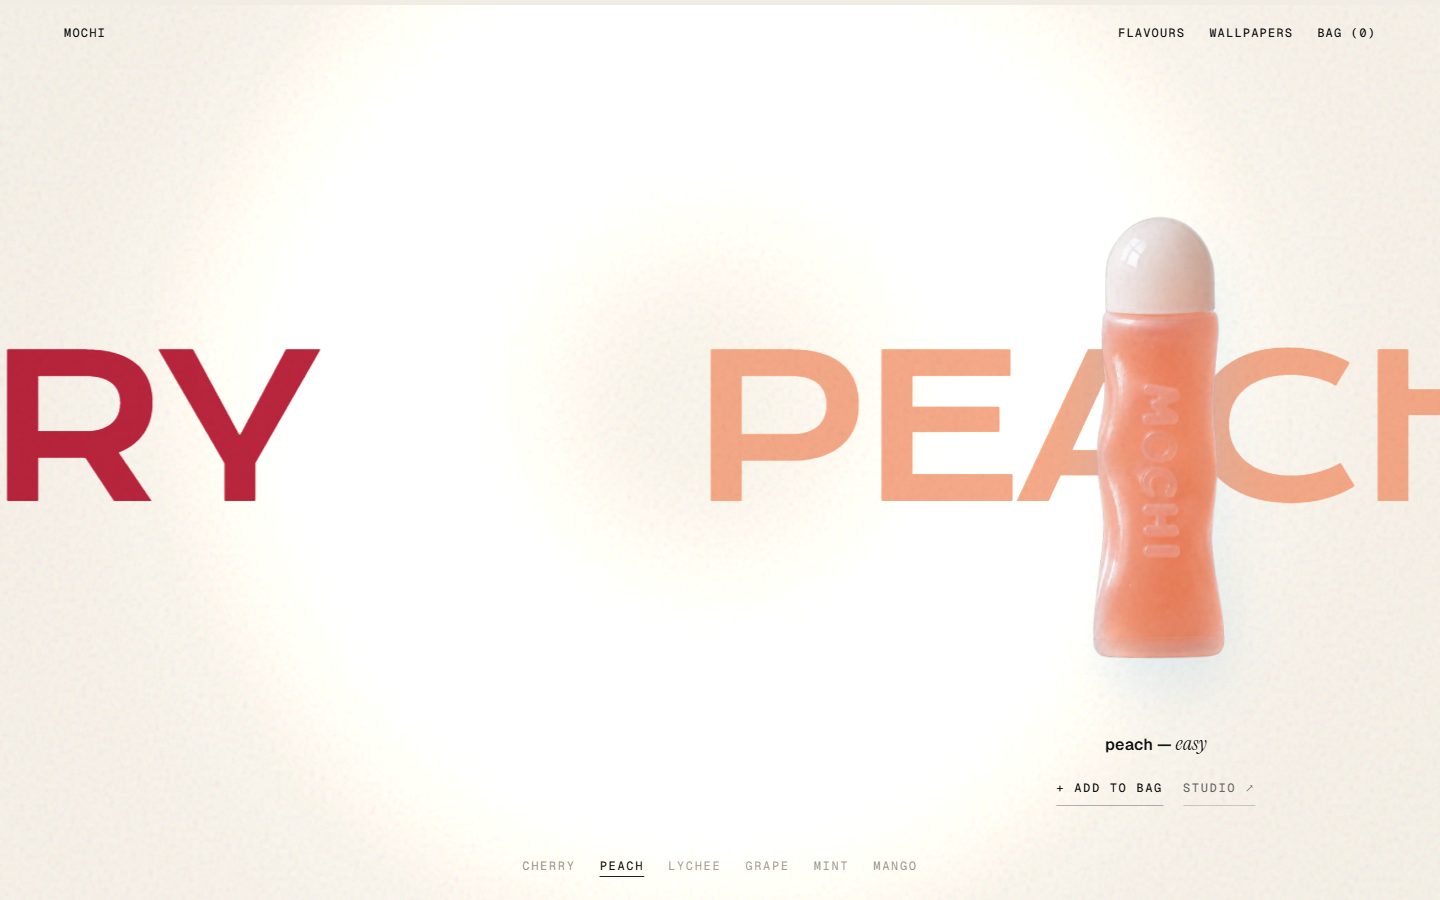 MOCHI
FLAVOURS WALLPAPERS BAG (0)
RY PEACH
MOCHI
peach — easy
+ ADD TO BAG STUDIO ↗
CHERRY PEACH LYCHEE GRAPE MINT MANGO